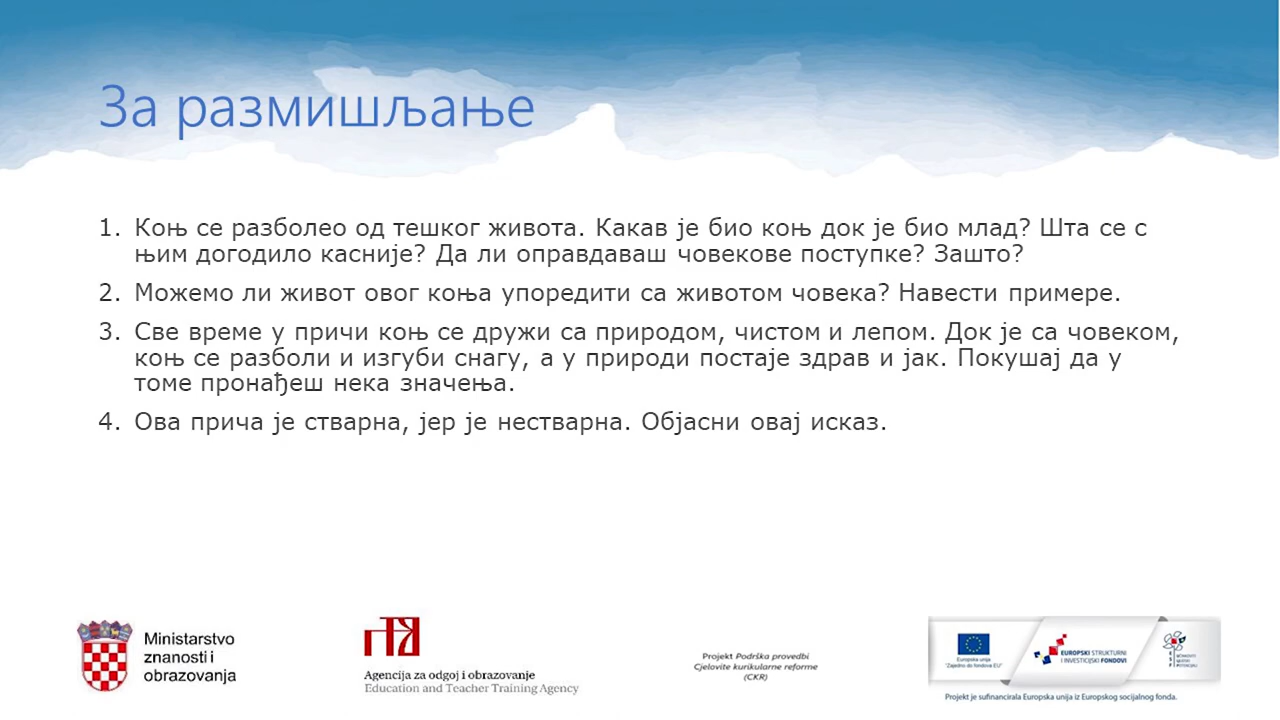 За размишљање
1. Коњ се разболео од тешког живота. Какав је био коњ док је био млад? Шта се с
њим догодило касније? Да ли оправдаваш човекове поступке? Зашто?
2. Можемо ли живот овог коња упоредити са животом човека? Навести примере.
3. Све време у причи коњ се дружи са природом, чистом и лепом. Док је са човеком,
коњ се разболи и изгуби снагу, а у природи постаје здрав и јак. Покушај да у
томе пронађеш нека значења.
4. Ова прича је стварна, јер је нестварна. Објасни овај исказ.
Ministarstvo
znanosti i
obrazovanja
Agencija za odgoj i obrazovanje
Education and Teacher Training Agency
Projekt Podrška provedbi
Cjelovite kurikularne reforme
(CKR)
Europska unija
"Zajedno do fondova EU"
EUROPSKI STRUKTURNI
I INVESTICIJSKI FONDOVI
Projekt je sufinancirala Europska unija iz Europskog socijalnog fonda.